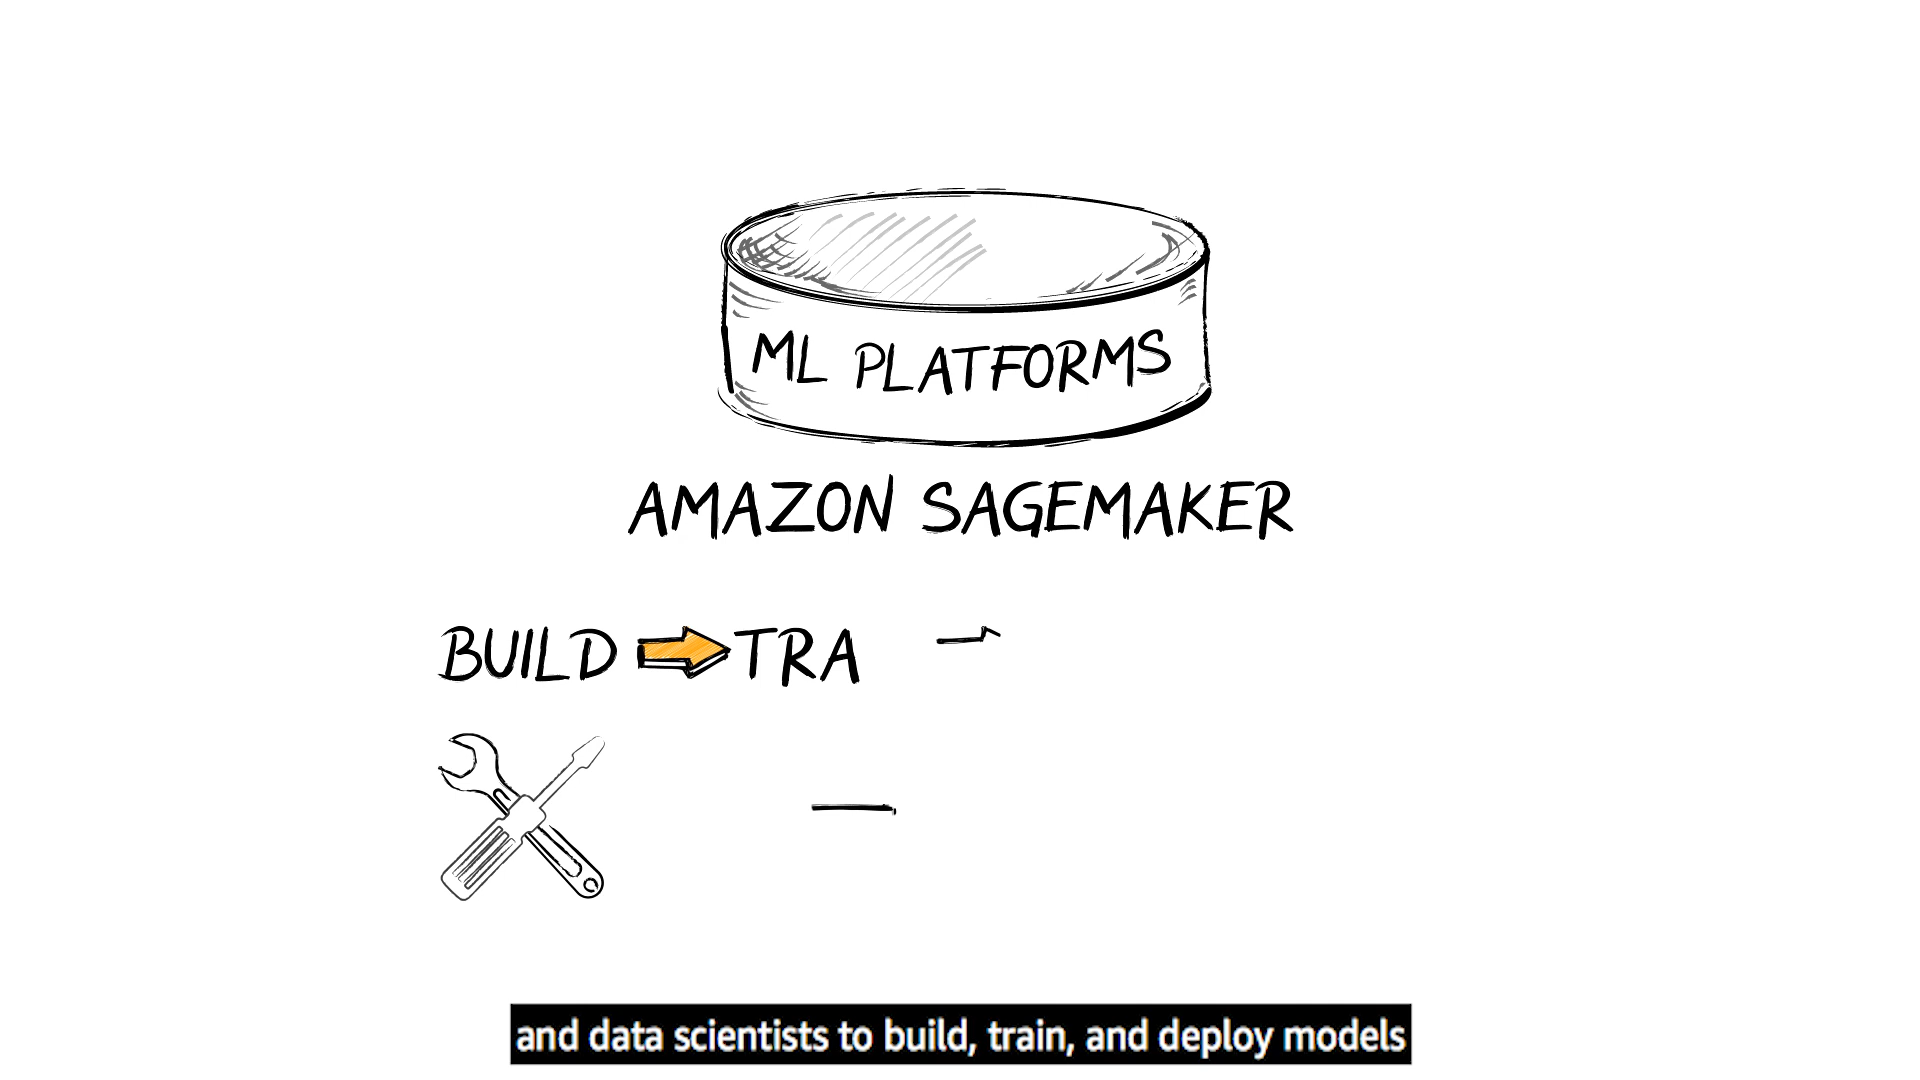 ML PLATFORMS
AMAZON SAGEMAKER
BUILD TRA
and data scientists to build, train, and deploy models